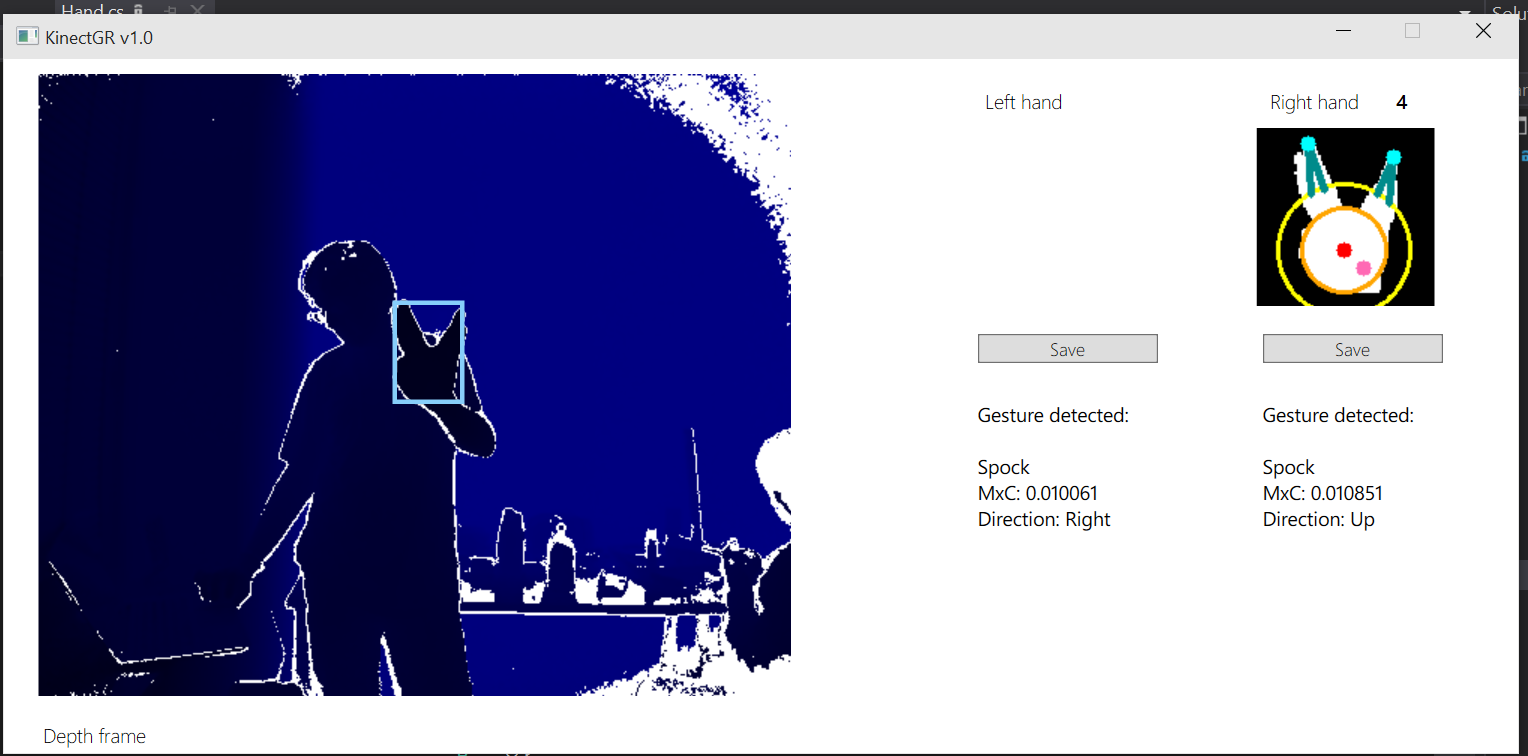 Hand.cs
KinectGR v1.0
Left hand
Right hand 4
Save
Save
Gesture detected:
Spock
MxC: 0.010061
Direction: Right
Gesture detected:
Spock
MxC: 0.010851
Direction: Up
Depth frame